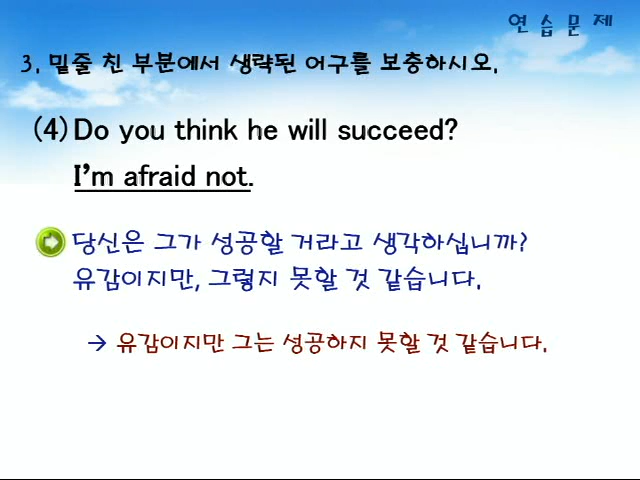 연습문제
3. 밑줄 친 부분에서 생략된 어구를 보충하시오.
(4) Do you think he will succeed?
I'm afraid not.
당신은 그가 성공할 거라고 생각하십니까?
유감이지만, 그렇지 못할 것 같습니다.
→ 유감이지만 그는 성공하지 못할 것 같습니다.